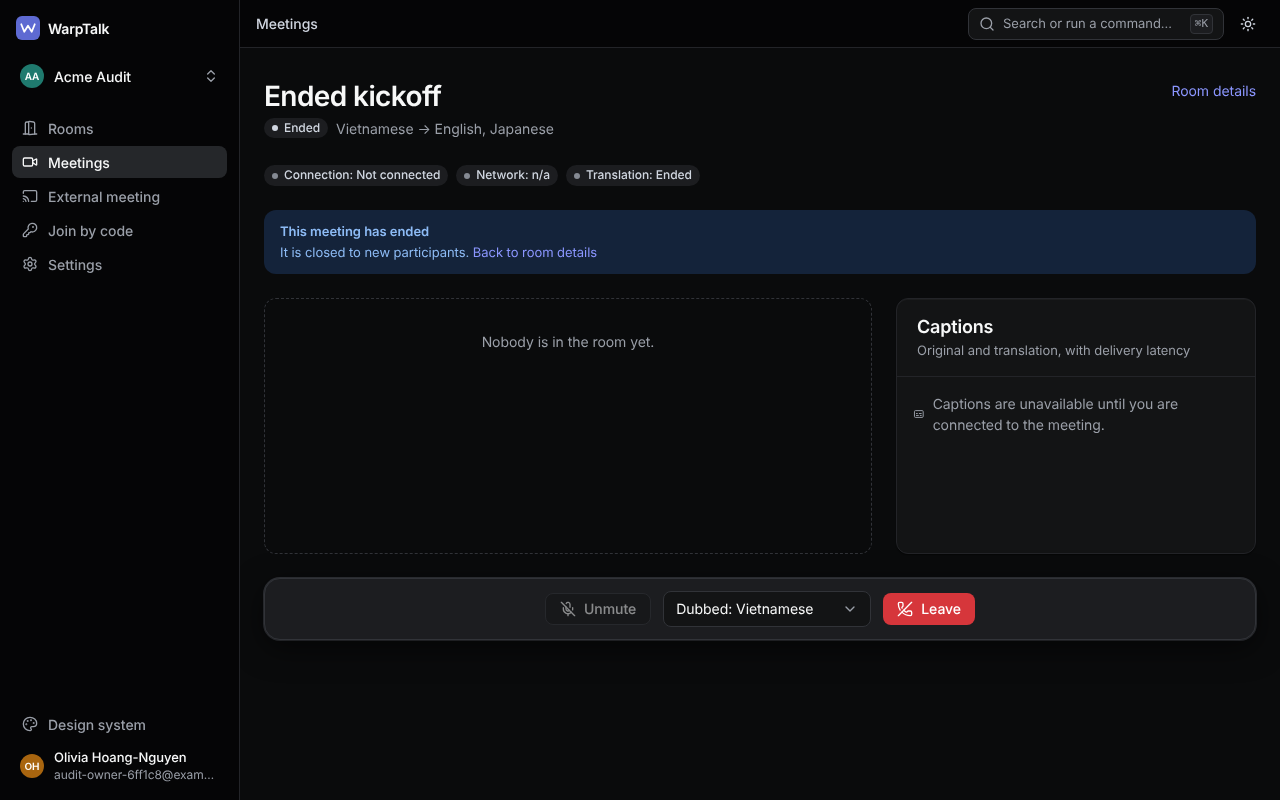 WarpTalk
Meetings
Search or run a command...
⌘K
AA
Acme Audit
Rooms
Meetings
External meeting
Join by code
Settings
Ended kickoff
Room details
Ended
Vietnamese → English, Japanese
Connection: Not connected
Network: n/a
Translation: Ended
This meeting has ended
It is closed to new participants. Back to room details
Nobody is in the room yet.
Captions
Original and translation, with delivery latency
Captions are unavailable until you are
connected to the meeting.
Unmute
Dubbed: Vietnamese
Leave
Design system
OH
Olivia Hoang-Nguyen
audit-owner-6ff1c8@exam...